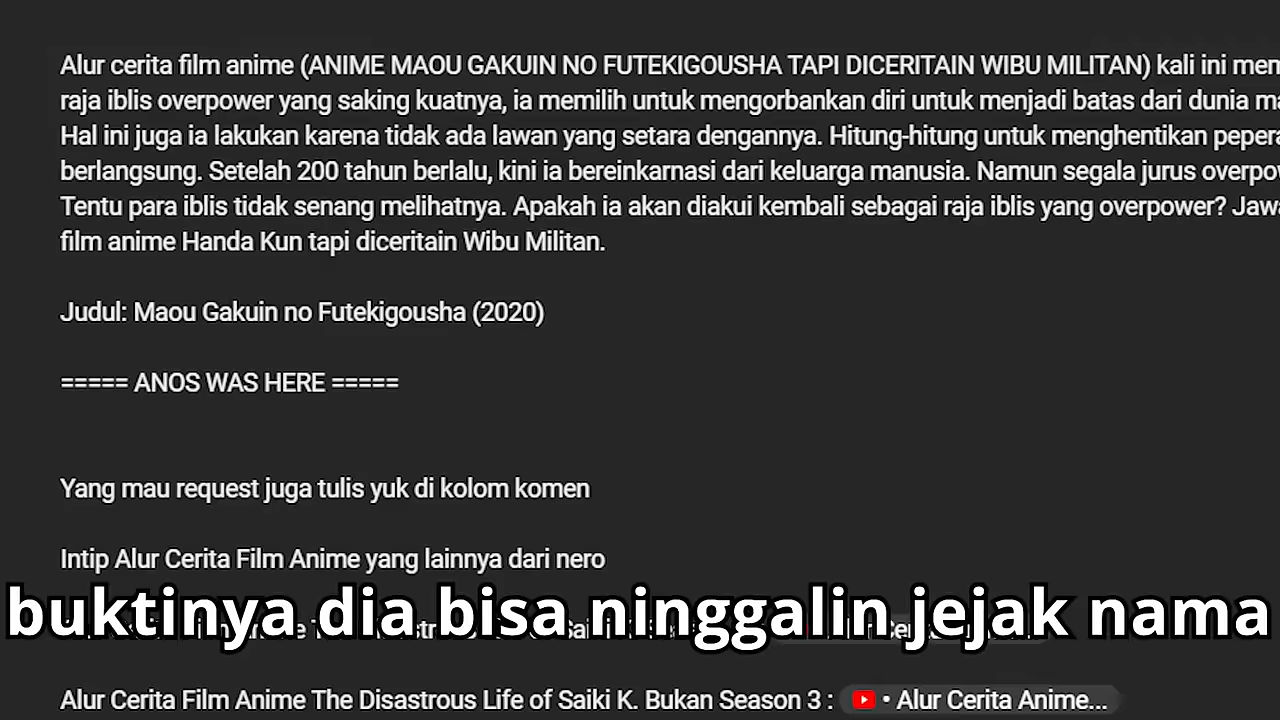 Alur cerita film anime (ANIME MAOU GAKUIN NO FUTEKIGOUSHA TAPI DICERITAIN WIBU MILITAN) kali ini
raja iblis overpower yang saking kuatnya, ia memilih untuk mengorbankan diri untuk menjadi batas dari dunia
Hal ini juga ia lakukan karena tidak ada lawan yang setara dengannya. Hitung-hitung untuk menghentikan
berlangsung. Setelah 200 tahun berlalu, kini ia bereinkarnasi dari keluarga manusia. Namun segala jurus
Tentu para iblis tidak senang melihatnya. Apakah ia akan diakui kembali sebagai raja iblis yang overpower?
film anime Handa Kun tapi diceritain Wibu Militan.
Judul: Maou Gakuin no Futekigousha (2020)
===== ANOS WAS HERE =====
Yang mau request juga tulis yuk di kolom komen
Intip Alur Cerita Film Anime yang lainnya dari nero
buktinya dia bisa ninggalin jejak nama
Alur Cerita Film Anime The Disastrous Life of Saiki K. Bukan Season 3 : • Alur Cerita Anime...